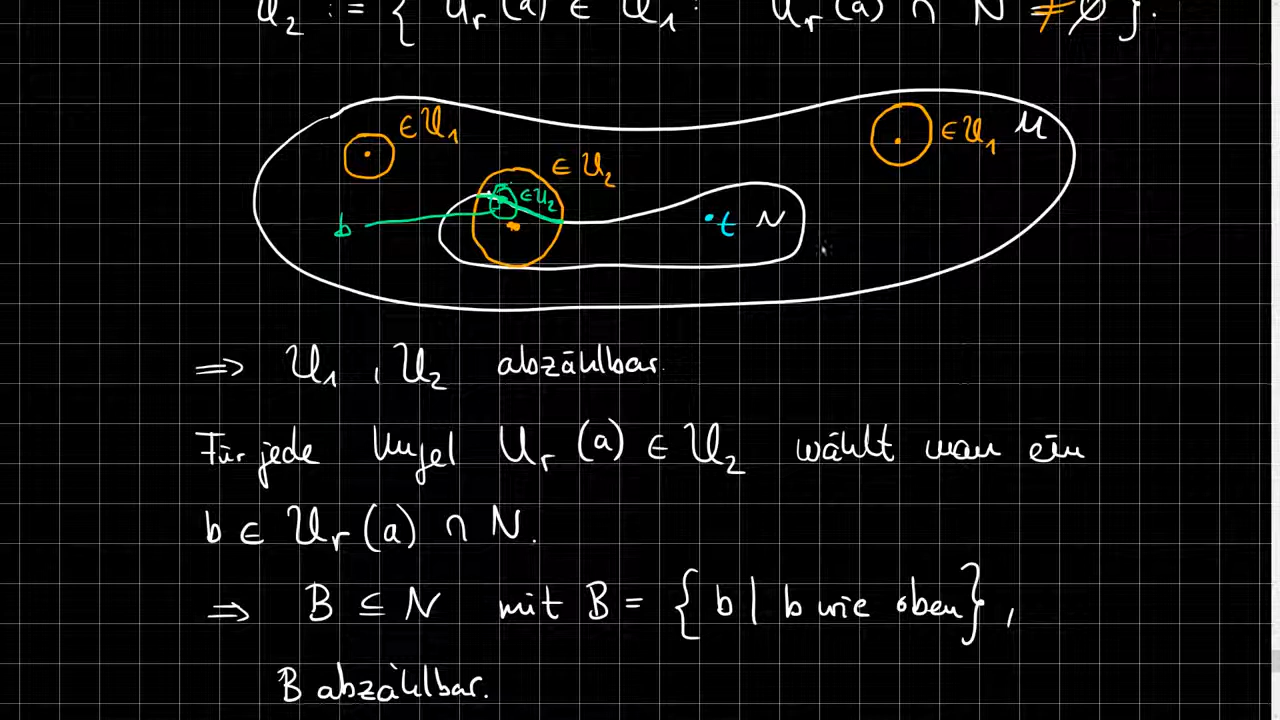 𝒰₂ := { U_r(a) ∈ 𝒰₁ : U_r(a) ∩ N ≠ ∅ }.
∈ 𝒰₁
∈ 𝒰₁ M
∈ 𝒰₂
∈ 𝒰₂
b
t N
⇒ 𝒰₁, 𝒰₂ abzählbar.
Für jede Kugel U_r(a) ∈ 𝒰₂ wählt man ein
b ∈ U_r(a) ∩ N.
⇒ B ⊆ N mit B = { b | b wie oben },
B abzählbar.